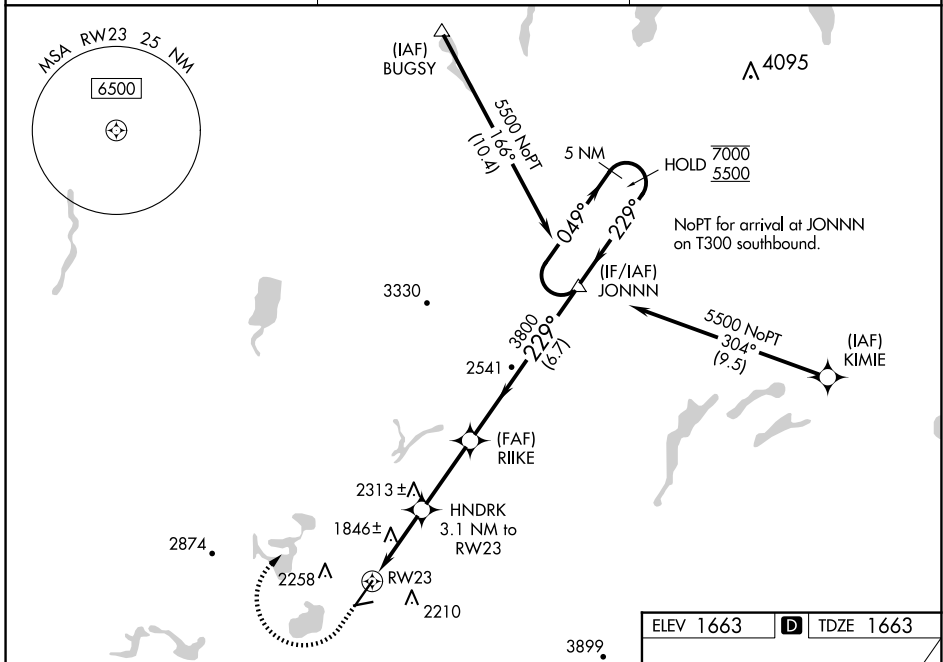 MSA RW23 25 NM
6500
(IAF)
BUGSY
5500 NoPT
166°
(10.4)
4095
5 NM
HOLD 7000
5500
049°
229°
NoPT for arrival at JONNN
on T300 southbound.
(IF/IAF)
JONNN
3330
3800
229°
(6.7)
5500 NoPT
304°
(9.5)
(IAF)
KIMIE
2541
(FAF)
RIIKE
2313 ±
HNDRK
3.1 NM to
RW23
1846±
2874
2258
RW23
2210
3899
ELEV 1663 D TDZE 1663